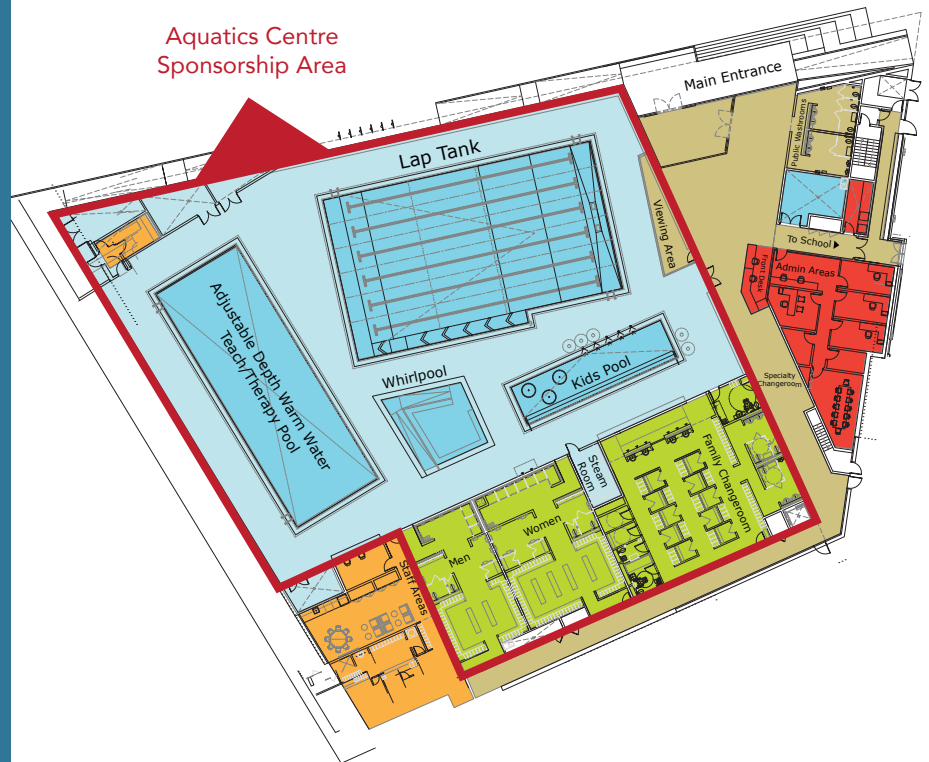 Aquatics Centre
Sponsorship Area
Main Entrance
Public Washrooms
Lap Tank
Viewing Area
To School
Front Desk
Admin Areas
Adjustable Depth Warm Water
Teach/Therapy Pool
Whirlpool
Kids Pool
Specialty
Changeroom
Steam
Room
Family Changeroom
Women
Men
Staff Areas